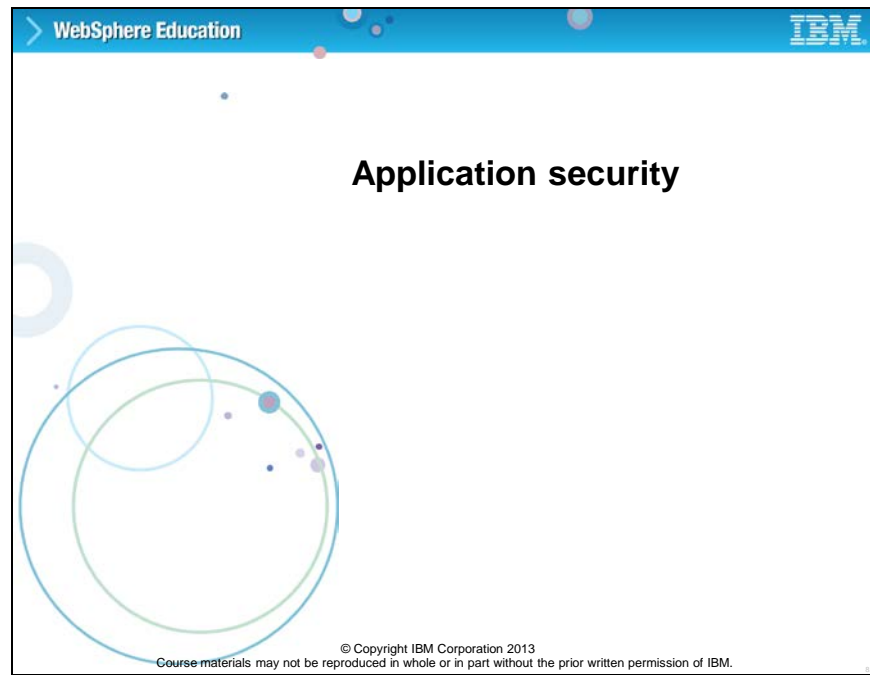 WebSphere Education
IBM®
Application security
© Copyright IBM Corporation 2013
Course materials may not be reproduced in whole or in part without the prior written permission of IBM.